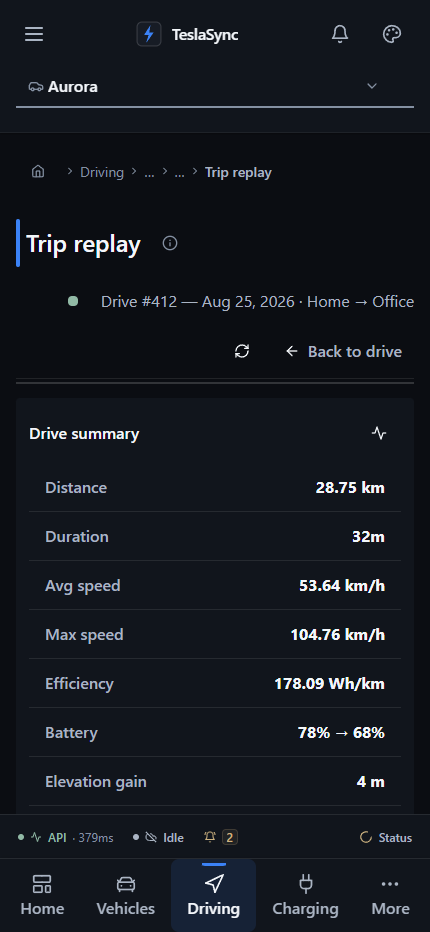 TeslaSync
Aurora
Driving > ... > ... > Trip replay
Trip replay
Drive #412 — Aug 25, 2026 · Home → Office
← Back to drive
Drive summary
Distance 28.75 km
Duration 32m
Avg speed 53.64 km/h
Max speed 104.76 km/h
Efficiency 178.09 Wh/km
Battery 78% → 68%
Elevation gain 4 m
API · 379ms Idle 2 Status
Home Vehicles Driving Charging More